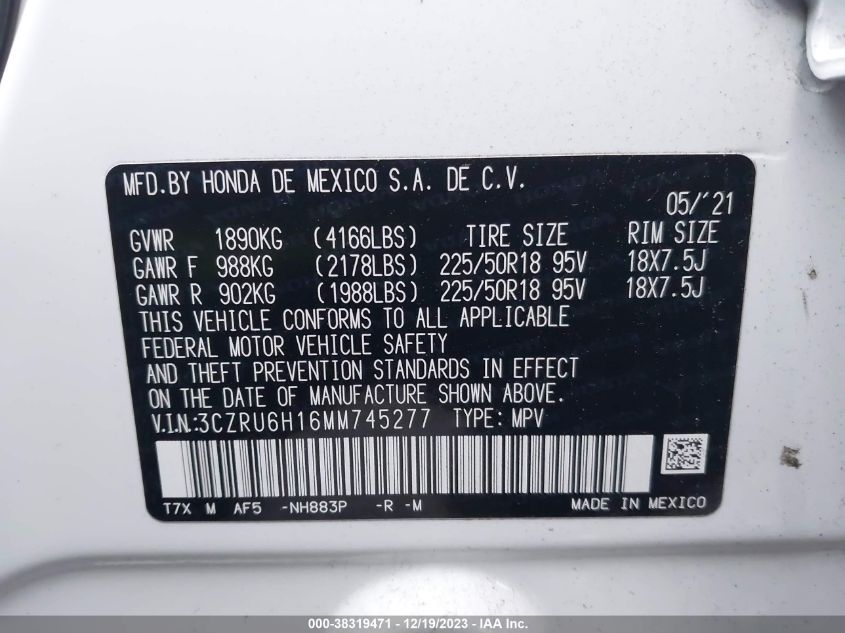 MFD.BY HONDA DE MEXICO S.A. DE C.V.
05/'21
GVWR 1890KG (4166LBS) TIRE SIZE RIM SIZE
GAWR F 988KG (2178LBS) 225/50R18 95V 18X7.5J
GAWR R 902KG (1988LBS) 225/50R18 95V 18X7.5J
THIS VEHICLE CONFORMS TO ALL APPLICABLE
FEDERAL MOTOR VEHICLE SAFETY
AND THEFT PREVENTION STANDARDS IN EFFECT
ON THE DATE OF MANUFACTURE SHOWN ABOVE.
V.I.N.:3CZRU6H16MM745277 TYPE: MPV
T7X M AF5 -NH883P -R -M MADE IN MEXICO
000-38319471 - 12/19/2023 - IAA Inc.